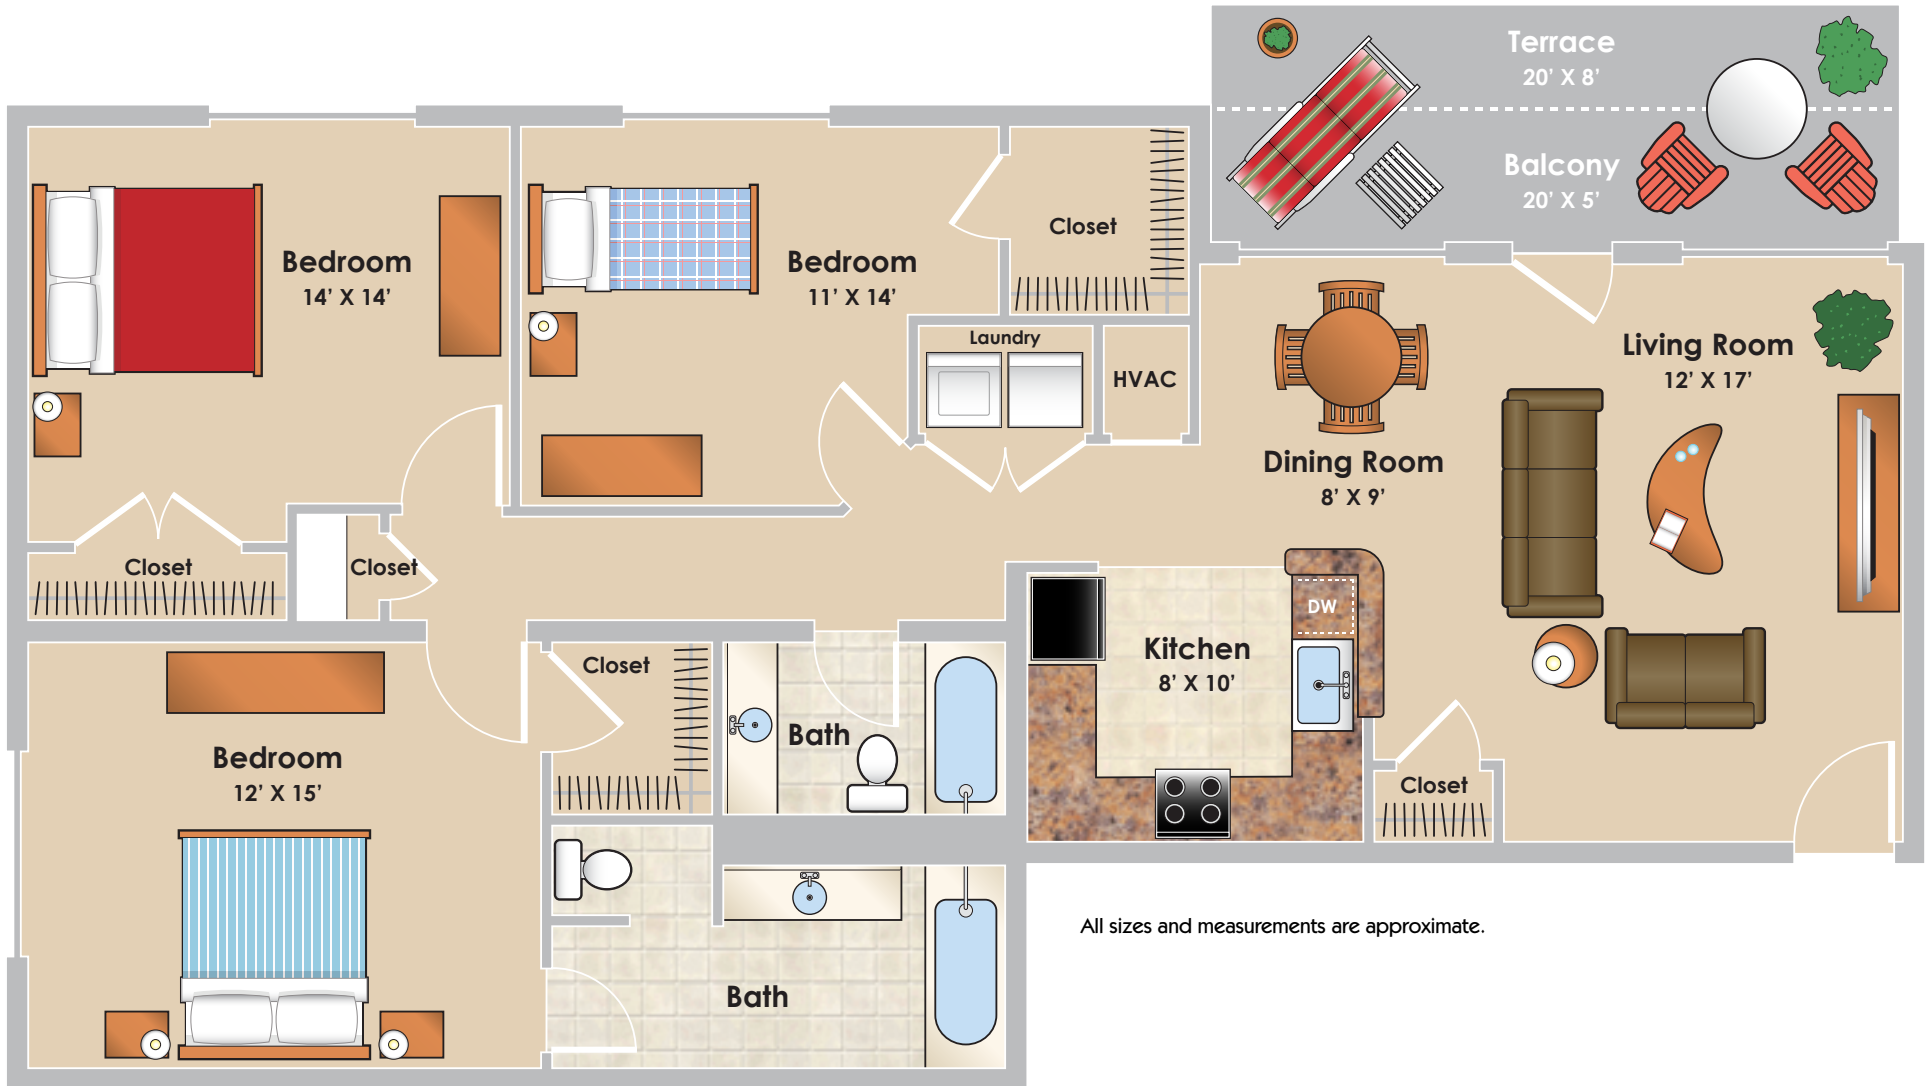 Terrace
20’ X 8’
Balcony
20’ X 5’
Bedroom
14’ X 14’
Bedroom
11’ X 14’
Closet
Laundry
HVAC
Living Room
12’ X 17’
Dining Room
8’ X 9’
Closet
Closet
DW
Kitchen
8’ X 10’
Closet
Bath
Bedroom
12’ X 15’
Closet
Bath
All sizes and measurements are approximate.